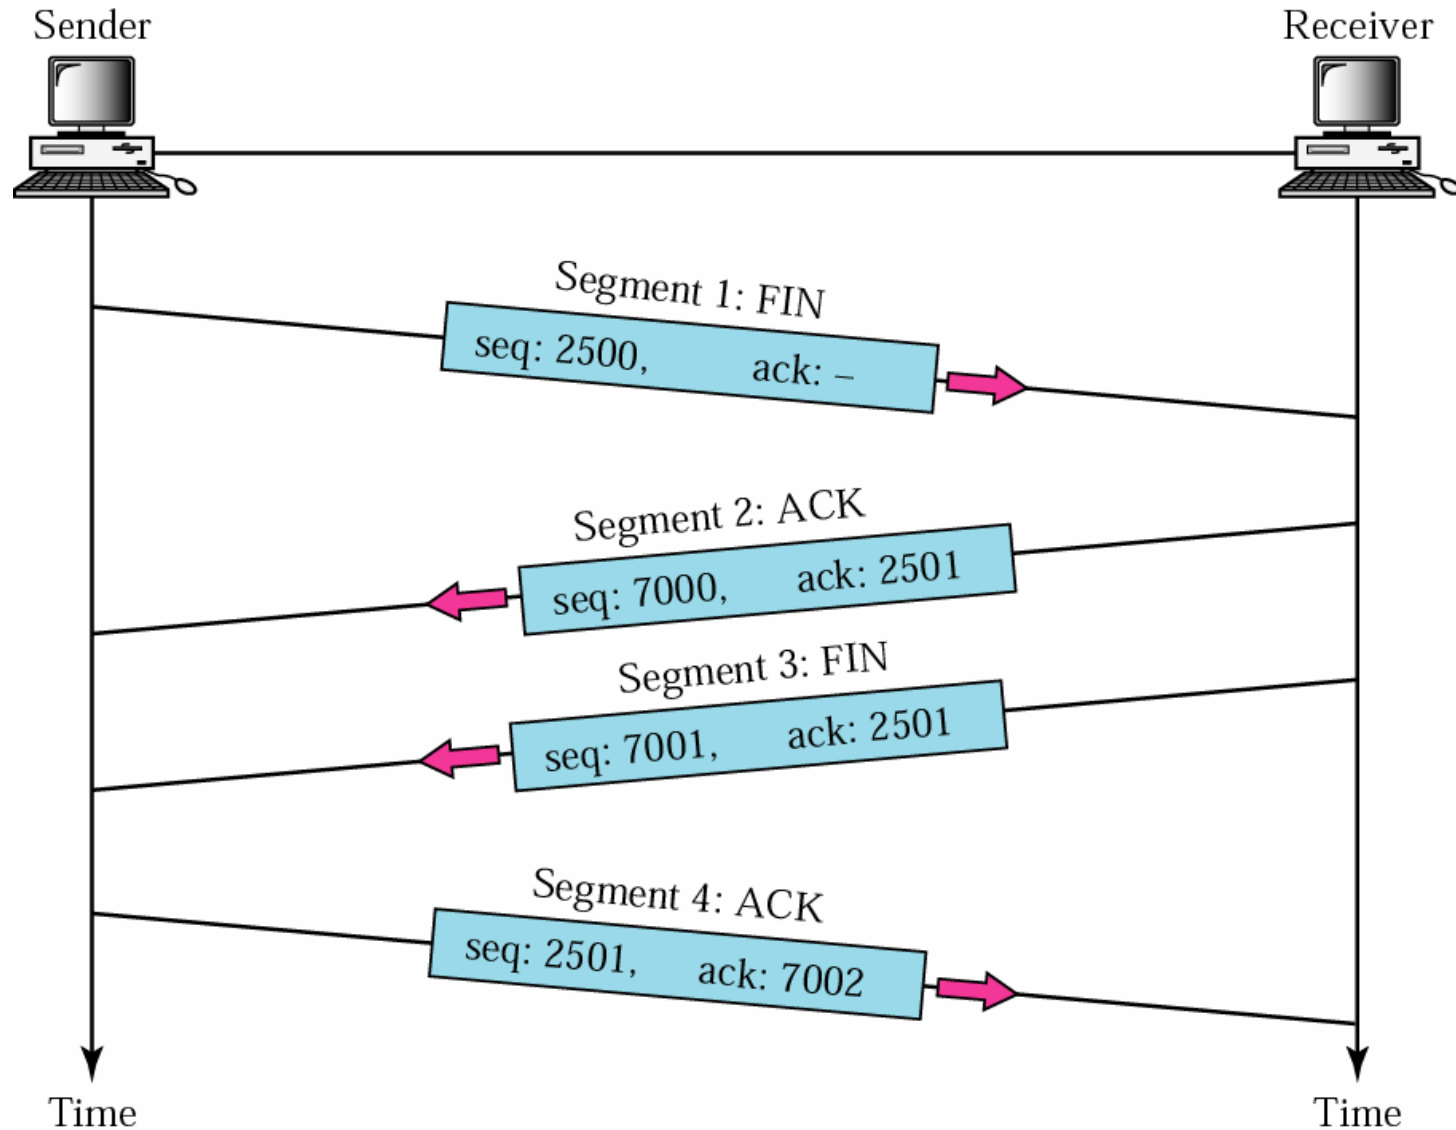 Sender
Receiver
Segment 1: FIN
seq: 2500, ack: –
Segment 2: ACK
seq: 7000, ack: 2501
Segment 3: FIN
seq: 7001, ack: 2501
Segment 4: ACK
seq: 2501, ack: 7002
Time
Time